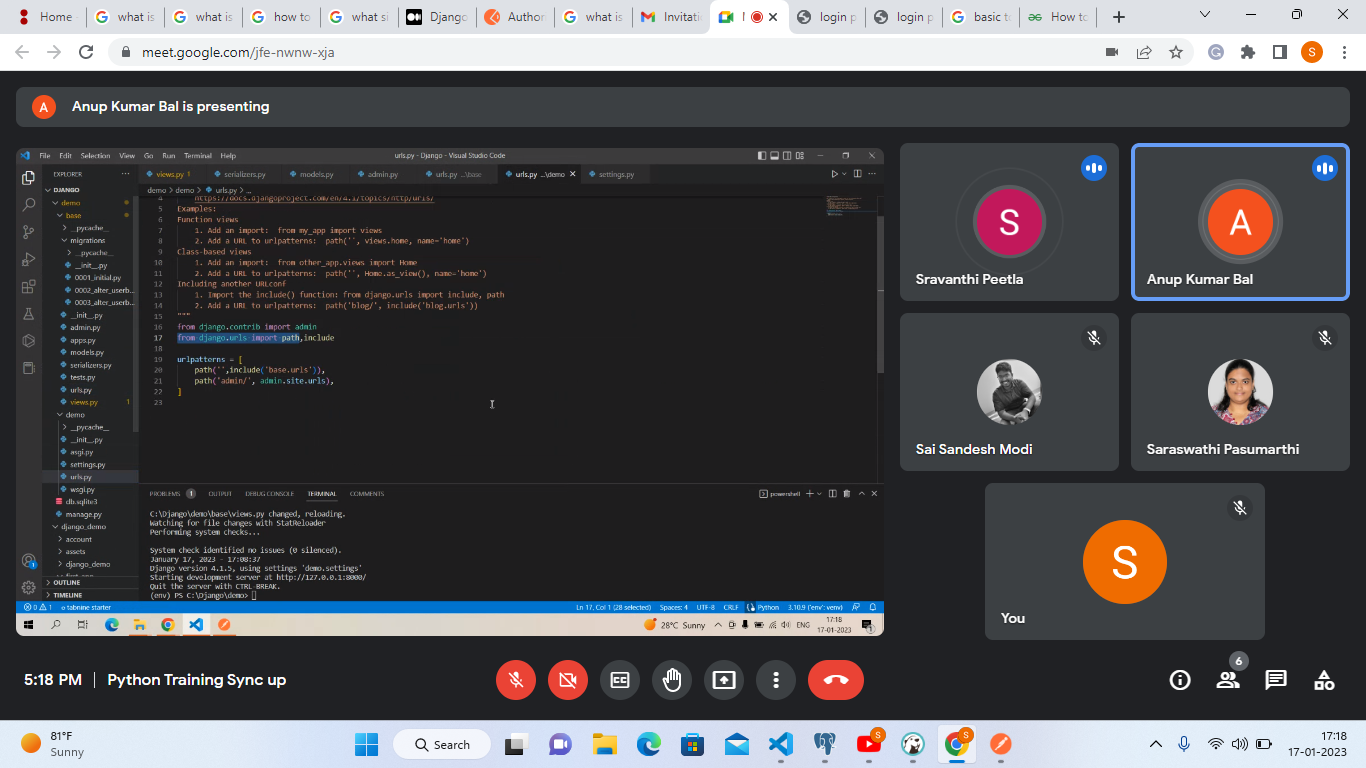 Home
what is
what is
how to
what si
Django
Author
what is
Invitati
login p
login p
basic t
How to
meet.google.com/jfe-nwnw-xja
A
Anup Kumar Bal is presenting
File Edit Selection View Go Run Terminal Help
urls.py - Django - Visual Studio Code
EXPLORER
DJANGO
demo
base
__pycache__
migrations
__pycache__
__init__.py
0001_initial.py
0002_alter_userb...
0003_alter_userb...
__init__.py
admin.py
apps.py
models.py
serializers.py
tests.py
urls.py
views.py 1
demo
__pycache__
__init__.py
asgi.py
settings.py
urls.py
wsgi.py
db.sqlite3
manage.py
django_demo
account
assets
django_demo
OUTLINE
TIMELINE
views.py 1 serializers.py models.py admin.py urls.py ...\base urls.py ...\demo settings.py
demo > demo > urls.py > ...
4 https://docs.djangoproject.com/en/4.1/topics/http/urls/
5 Examples:
6 Function views
7 1. Add an import: from my_app import views
8 2. Add a URL to urlpatterns: path('', views.home, name='home')
9 Class-based views
10 1. Add an import: from other_app.views import Home
11 2. Add a URL to urlpatterns: path('', Home.as_view(), name='home')
12 Including another URLconf
13 1. Import the include() function: from django.urls import include, path
14 2. Add a URL to urlpatterns: path('blog/', include('blog.urls'))
15 """
16 from django.contrib import admin
17 from django.urls import path,include
18
19 urlpatterns = [
20 path('',include('base.urls')),
21 path('admin/', admin.site.urls),
22 ]
23
PROBLEMS 1 OUTPUT DEBUG CONSOLE TERMINAL COMMENTS
powershell
C:\Django\demo\base\views.py changed, reloading.
Watching for file changes with StatReloader
Performing system checks...
System check identified no issues (0 silenced).
January 17, 2023 - 17:08:37
Django version 4.1.5, using settings 'demo.settings'
Starting development server at http://127.0.0.1:8000/
Quit the server with CTRL-BREAK.
(env) PS C:\Django\demo>
0 1 tabnine starter
Ln 17, Col 1 (28 selected) Spaces: 4 UTF-8 CRLF Python 3.10.9 ('env': venv)
28°C Sunny
ENG
17:18
17-01-2023
S
Sravanthi Peetla
A
Anup Kumar Bal
Sai Sandesh Modi
Saraswathi Pasumarthi
S
You
5:18 PM | Python Training Sync up
6
81°F
Sunny
Search
17:18
17-01-2023